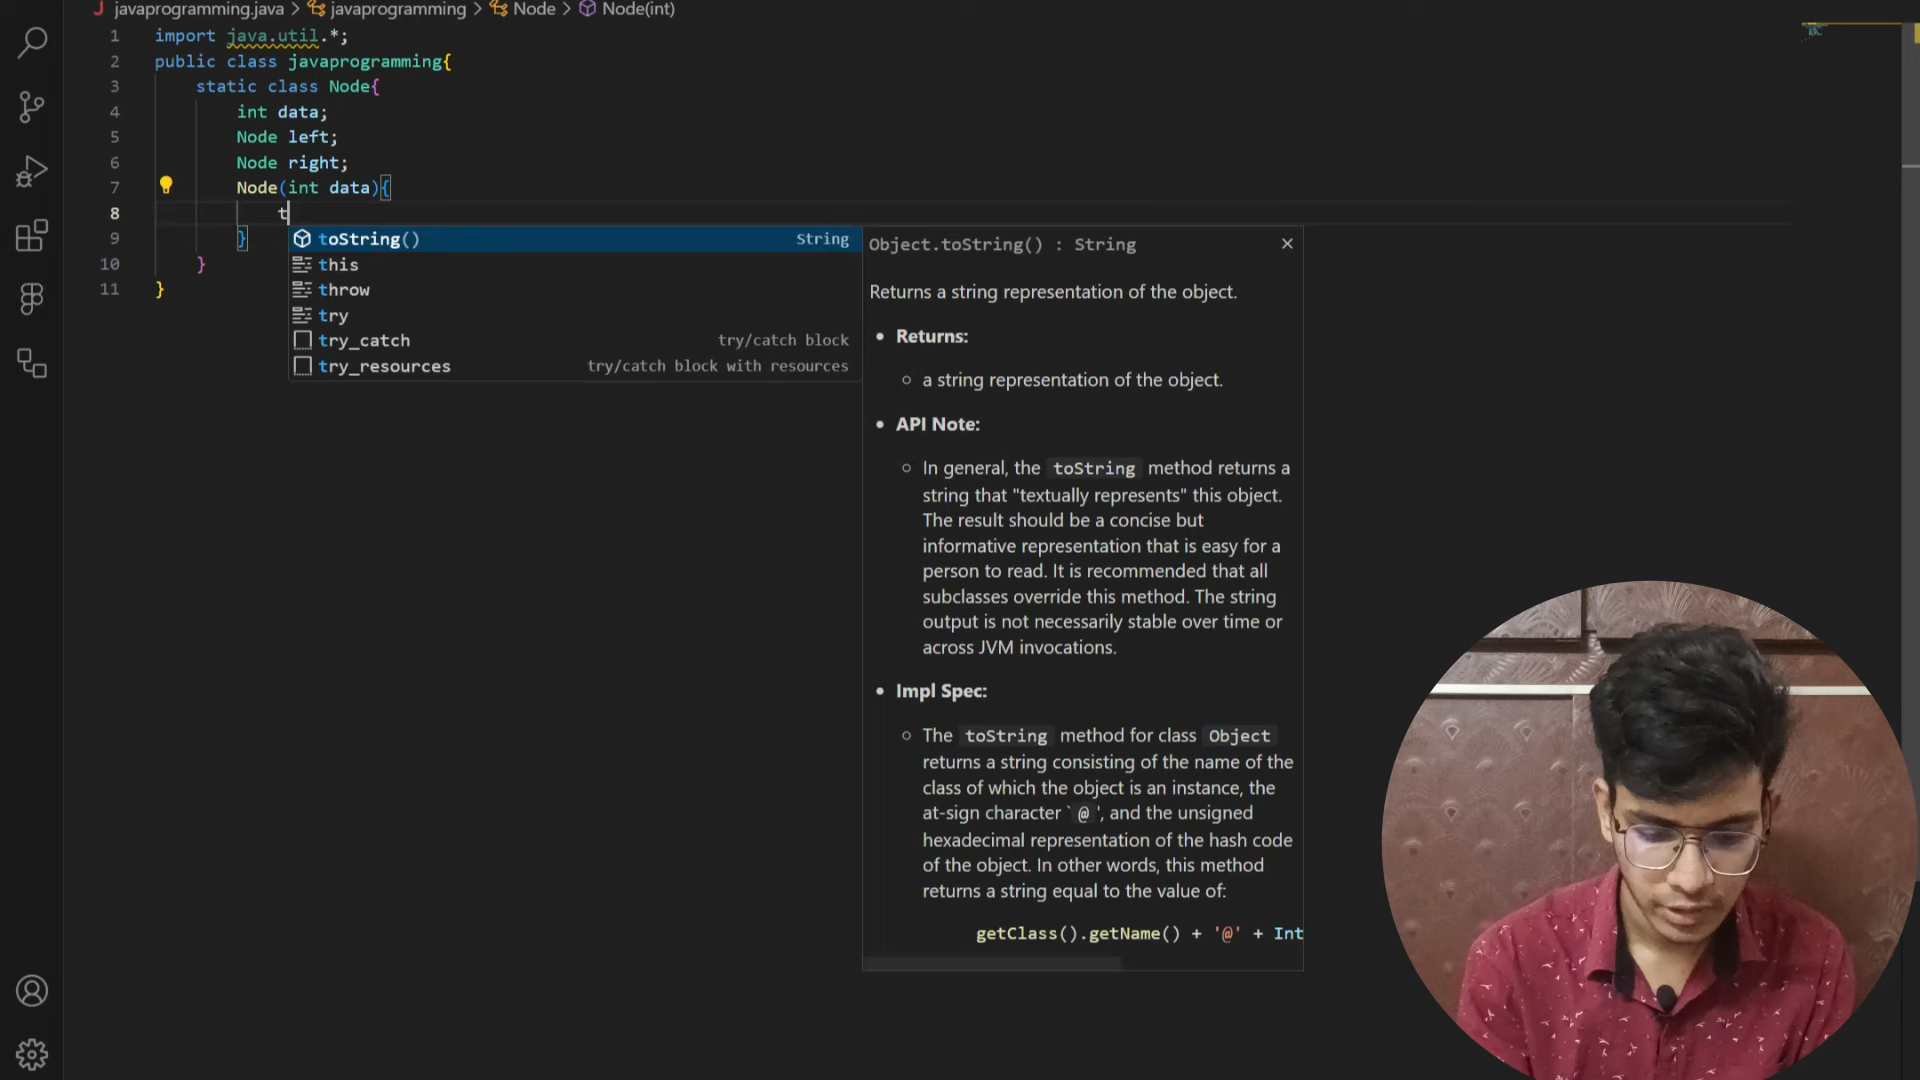 javaprogramming.java > javaprogramming > Node > Node(int)
1 import java.util.*;
2 public class javaprogramming{
3 static class Node{
4 int data;
5 Node left;
6 Node right;
7 Node(int data){
8 t
9 }
10 }
11 }
toString() String
this
throw
try
try_catch try/catch block
try_resources try/catch block with resources
Object.toString() : String ×
Returns a string representation of the object.
• Returns:
○ a string representation of the object.
• API Note:
○ In general, the toString method returns a
string that "textually represents" this object.
The result should be a concise but
informative representation that is easy for a
person to read. It is recommended that all
subclasses override this method. The string
output is not necessarily stable over time or
across JVM invocations.
• Impl Spec:
○ The toString method for class Object
returns a string consisting of the name of the
class of which the object is an instance, the
at-sign character `@', and the unsigned
hexadecimal representation of the hash code
of the object. In other words, this method
returns a string equal to the value of:
getClass().getName() + '@' + Int